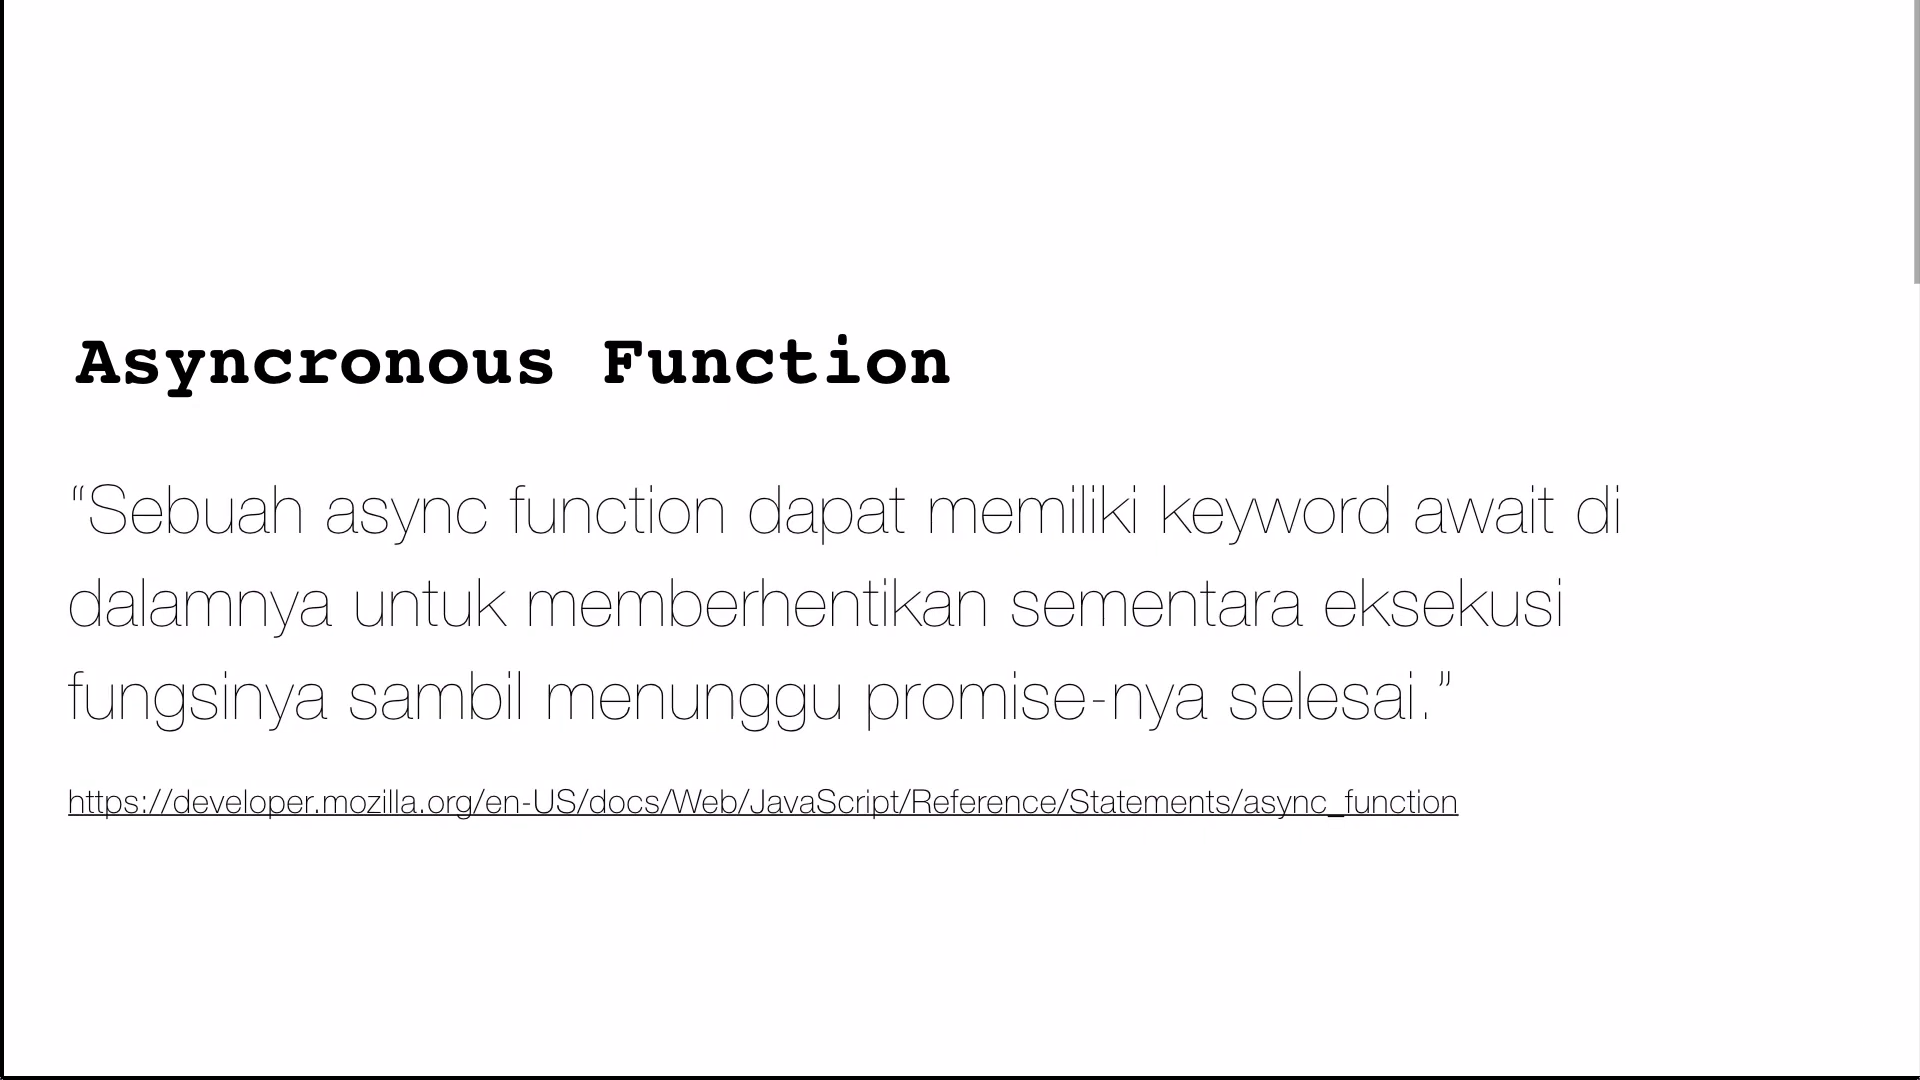 Asyncronous Function
“Sebuah async function dapat memiliki keyword await di
dalamnya untuk memberhentikan sementara eksekusi
fungsinya sambil menunggu promise-nya selesai.”
https://developer.mozilla.org/en-US/docs/Web/JavaScript/Reference/Statements/async_function